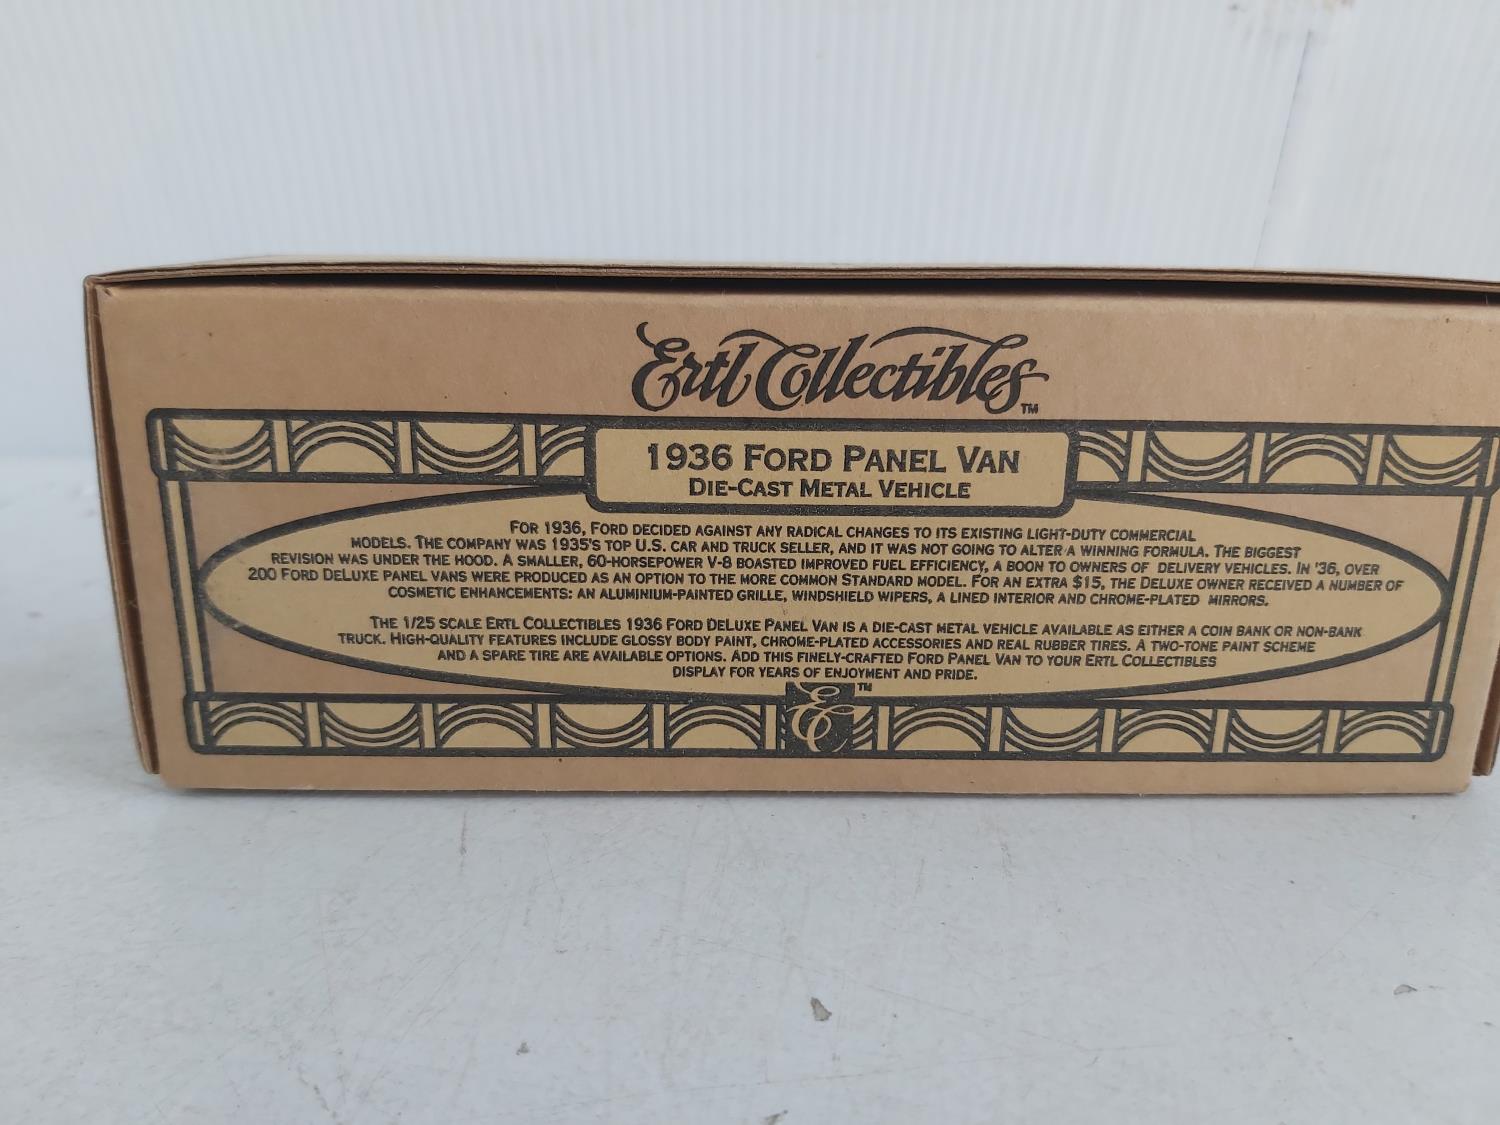 Ertl Collectibles™
1936 FORD PANEL VAN
DIE-CAST METAL VEHICLE
FOR 1936, FORD DECIDED AGAINST ANY RADICAL CHANGES TO ITS EXISTING LIGHT-DUTY COMMERCIAL
MODELS. THE COMPANY WAS 1935'S TOP U.S. CAR AND TRUCK SELLER, AND IT WAS NOT GOING TO ALTER A WINNING FORMULA. THE BIGGEST
REVISION WAS UNDER THE HOOD. A SMALLER, 60-HORSEPOWER V-8 BOASTED IMPROVED FUEL EFFICIENCY, A BOON TO OWNERS OF DELIVERY VEHICLES. IN '36, OVER
200 FORD DELUXE PANEL VANS WERE PRODUCED AS AN OPTION TO THE MORE COMMON STANDARD MODEL. FOR AN EXTRA $15, THE DELUXE OWNER RECEIVED A NUMBER OF
COSMETIC ENHANCEMENTS: AN ALUMINIUM-PAINTED GRILLE, WINDSHIELD WIPERS, A LINED INTERIOR AND CHROME-PLATED MIRRORS.
THE 1/25 SCALE ERTL COLLECTIBLES 1936 FORD DELUXE PANEL VAN IS A DIE-CAST METAL VEHICLE AVAILABLE AS EITHER A COIN BANK OR NON-BANK
TRUCK. HIGH-QUALITY FEATURES INCLUDE GLOSSY BODY PAINT, CHROME-PLATED ACCESSORIES AND REAL RUBBER TIRES. A TWO-TONE PAINT SCHEME
AND A SPARE TIRE ARE AVAILABLE OPTIONS. ADD THIS FINELY-CRAFTED FORD PANEL VAN TO YOUR ERTL COLLECTIBLES
DISPLAY FOR YEARS OF ENJOYMENT AND PRIDE.
EC™